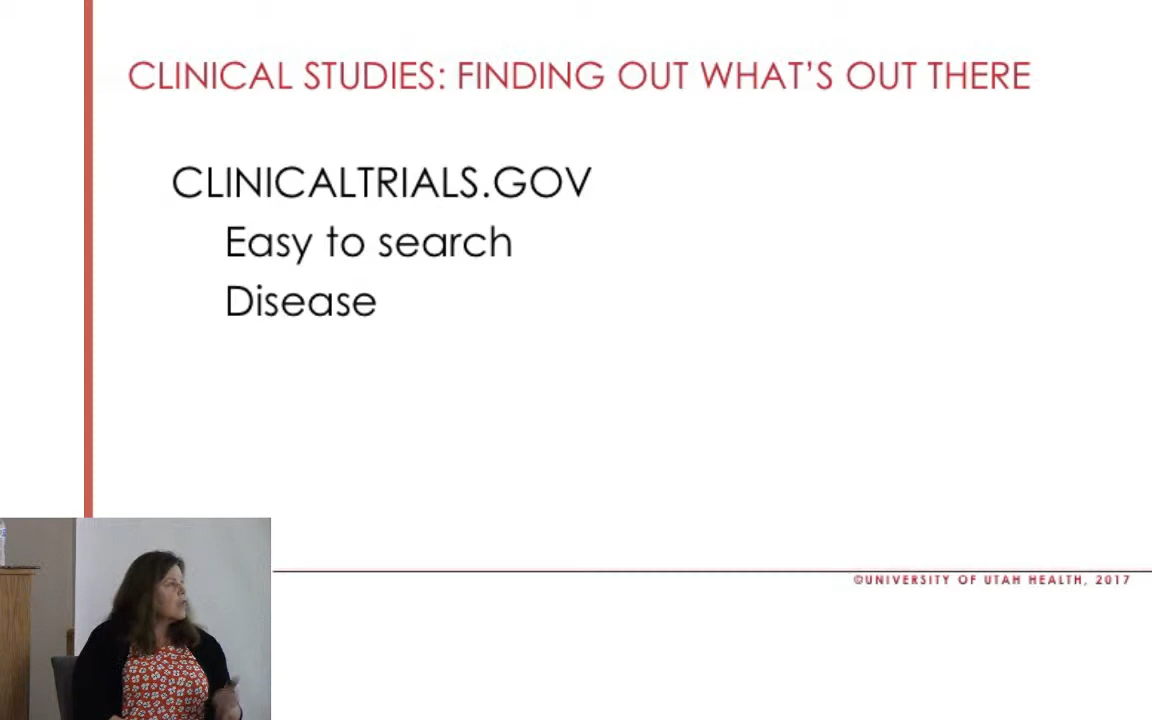 CLINICAL STUDIES: FINDING OUT WHAT'S OUT THERE
CLINICALTRIALS.GOV
Easy to search
Disease
©UNIVERSITY OF UTAH HEALTH, 2017